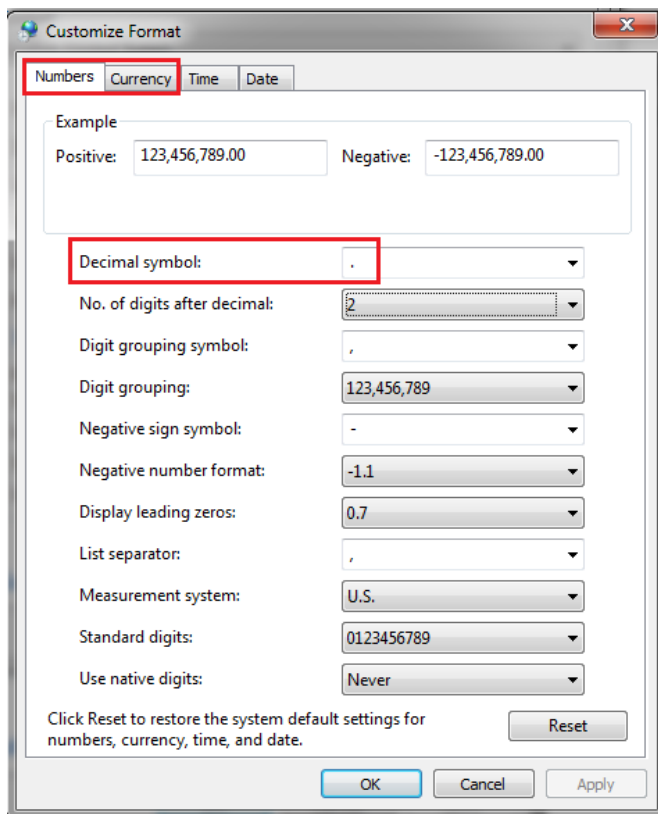 Customize Format
Numbers Currency Time Date
Example
Positive: 123,456,789.00 Negative: -123,456,789.00
Decimal symbol: .
No. of digits after decimal: 2
Digit grouping symbol: ,
Digit grouping: 123,456,789
Negative sign symbol: -
Negative number format: -1.1
Display leading zeros: 0.7
List separator: ,
Measurement system: U.S.
Standard digits: 0123456789
Use native digits: Never
Click Reset to restore the system default settings for
numbers, currency, time, and date.
Reset
OK Cancel Apply